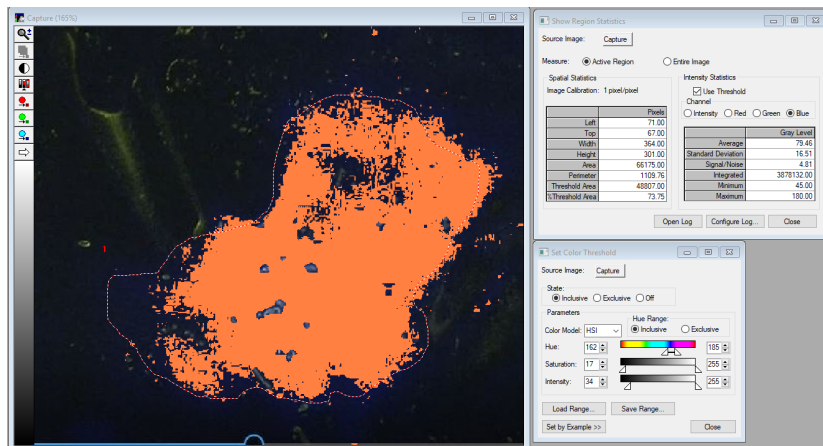 Capture (165%)
1
Show Region Statistics
Source Image: Capture
Measure: Active Region Entire Image
Spatial Statistics
Image Calibration: 1 pixel/pixel
Pixels
Left 71.00
Top 67.00
Width 364.00
Height 301.00
Area 66175.00
Perimeter 1109.76
Threshold Area 48807.00
%Threshold Area 73.75
Intensity Statistics
Use Threshold
Channel
Intensity Red Green Blue
Gray Level
Average 79.46
Standard Deviation 16.51
Signal/Noise 4.81
Integrated 3878132.00
Minimum 45.00
Maximum 180.00
Open Log Configure Log... Close
Set Color Threshold
Source Image: Capture
State:
Inclusive Exclusive Off
Parameters
Color Model: HSI
Hue Range:
Inclusive Exclusive
Hue: 162 185
Saturation: 17 255
Intensity: 34 255
Load Range... Save Range...
Set by Example >> Close